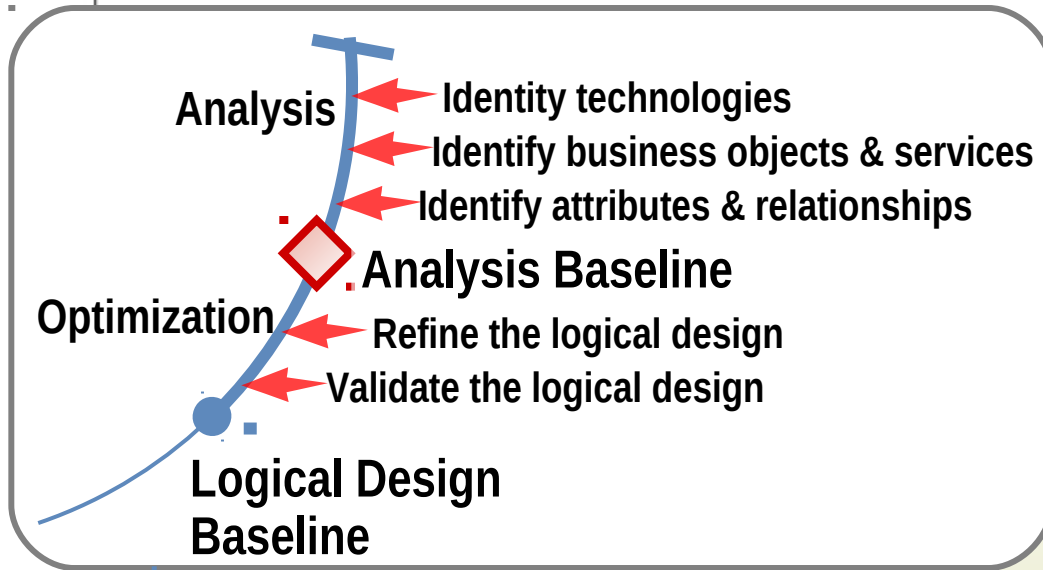 Analysis
Identity technologies
Identify business objects & services
Identify attributes & relationships
Analysis Baseline
Optimization
Refine the logical design
Validate the logical design
Logical Design
Baseline